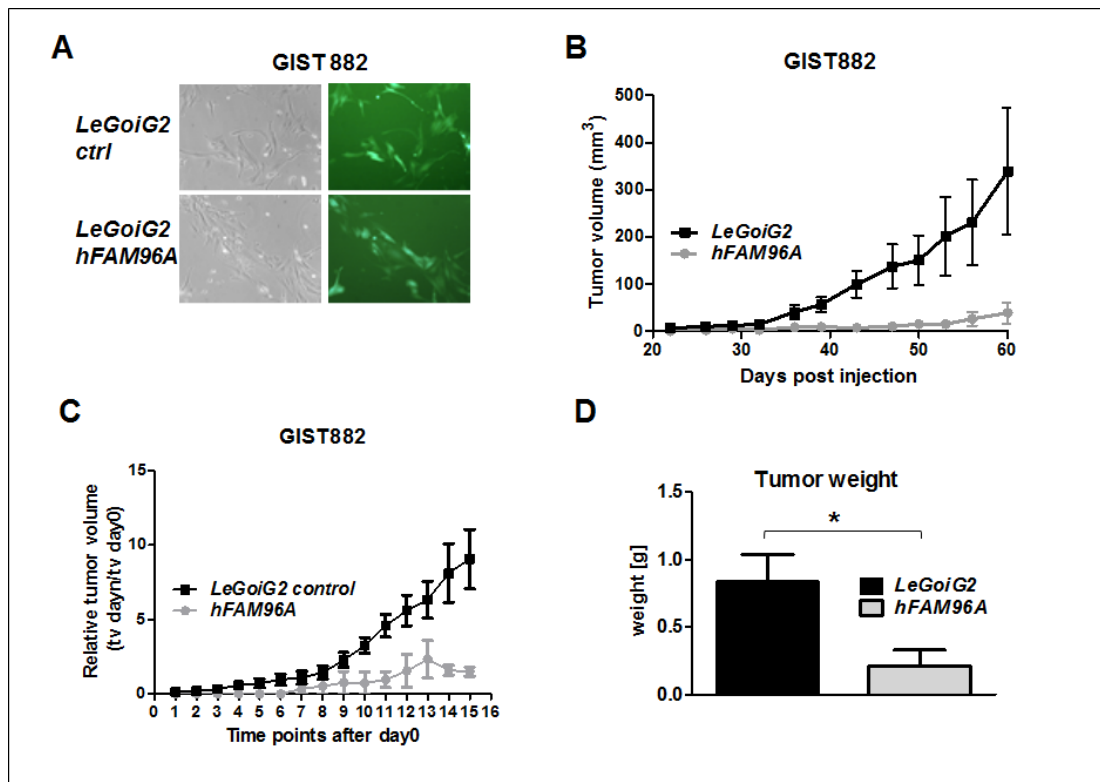 A
GIST882
LeGoiG2
ctrl
LeGoiG2
hFAM96A
B
GIST882
Tumor volume (mm3)
500
400
300
200
100
0
LeGoiG2
hFAM96A
20 30 40 50 60
Days post injection
C
GIST882
Relative tumor volume
(tv dayn/tv day0)
15
10
5
0
LeGoiG2 control
hFAM96A
0 1 2 3 4 5 6 7 8 9 10 11 12 13 14 15 16
Time points after day0
D
Tumor weight
weight [g]
1.5
1.0
0.5
0.0
*
LeGoiG2
hFAM96A